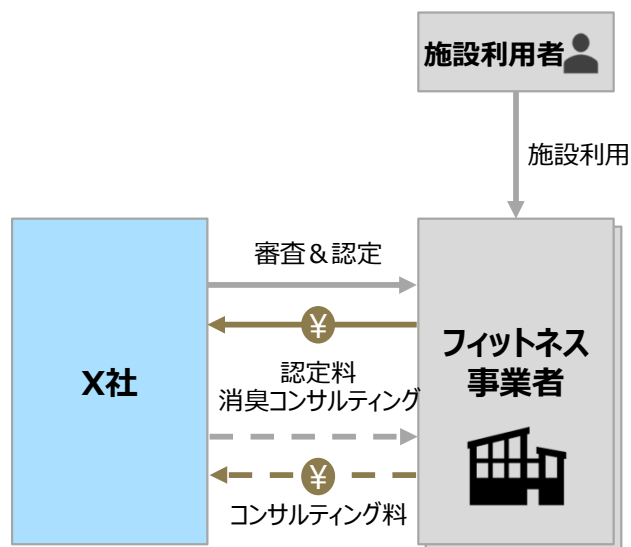 施設利用者
施設利用
審査&認定
¥
認定料
消臭コンサルティング
¥
コンサルティング料
X社
フィットネス
事業者